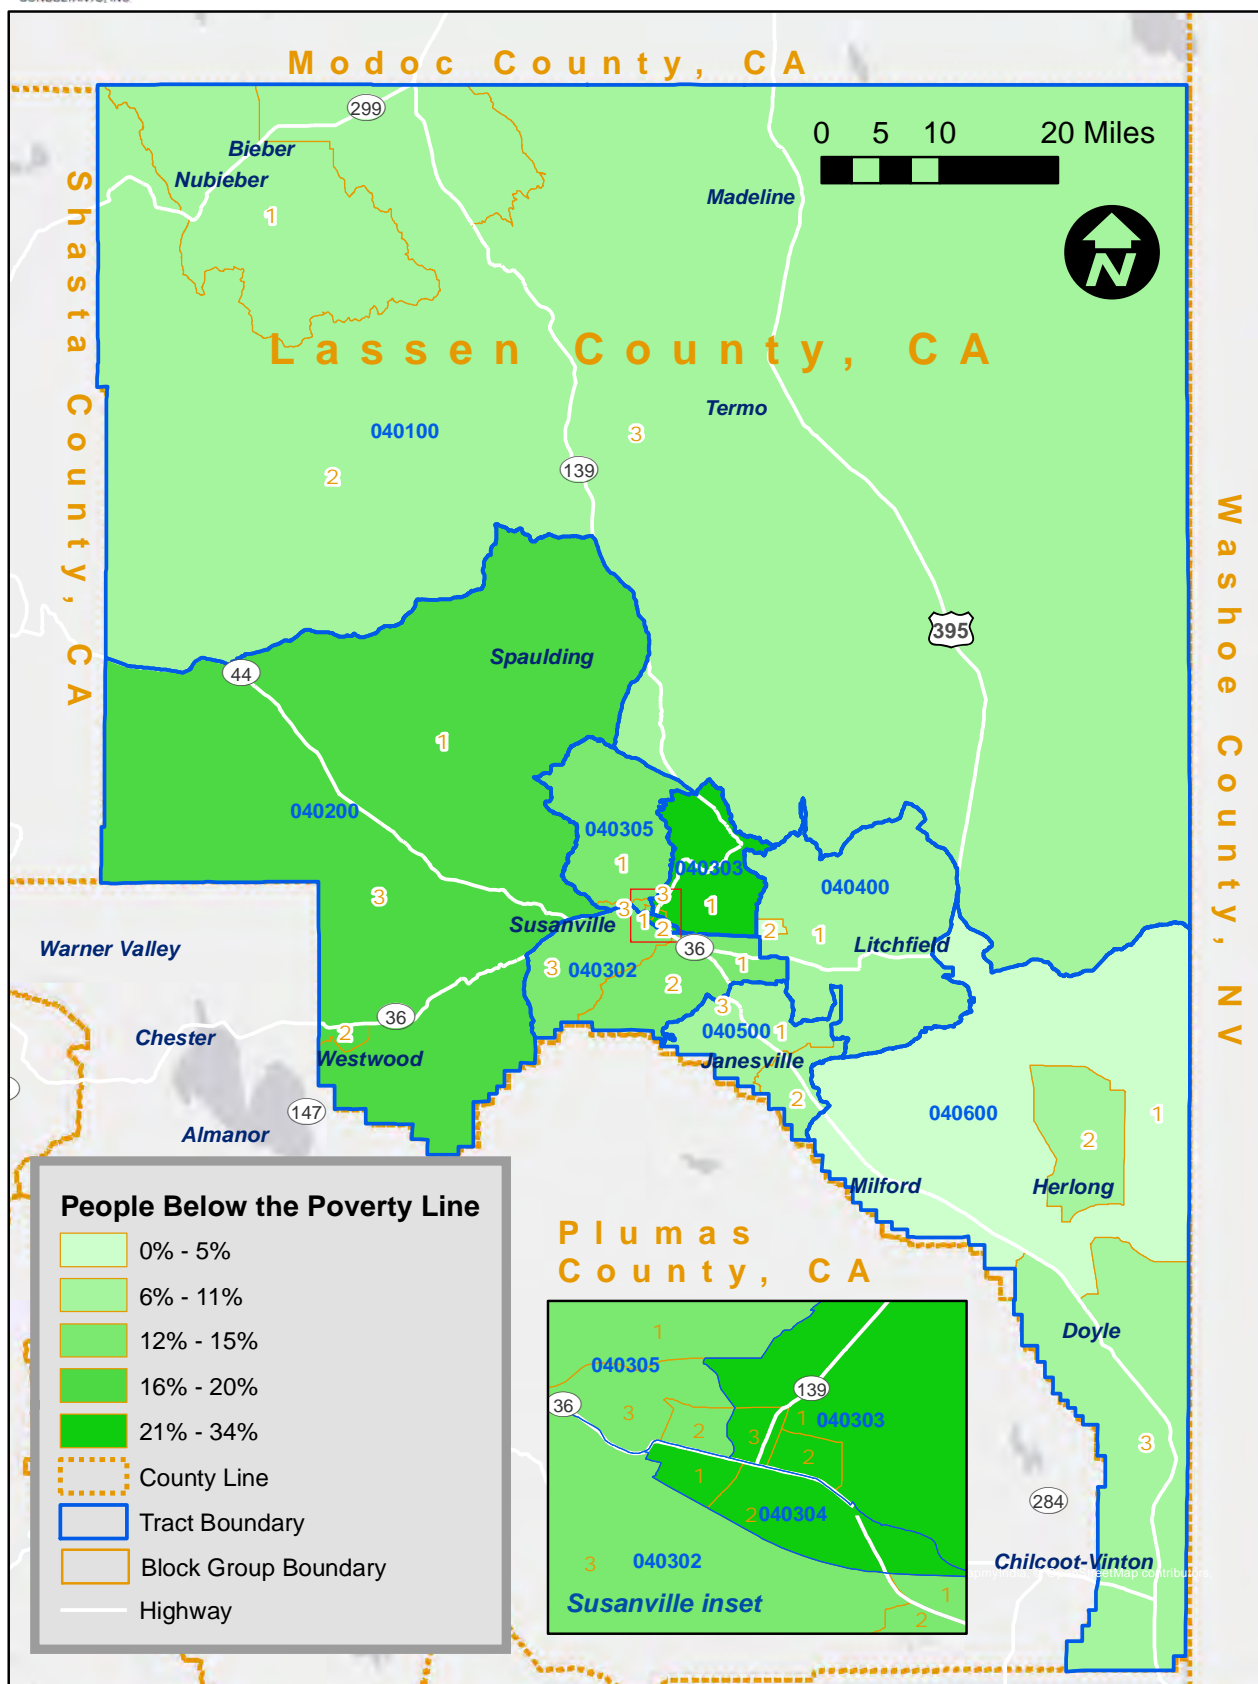 CONSULTANTS, INC
Modoc County, CA
299
0 5 10 20 Miles
Bieber
Nubieber
Madeline
1
N
Shasta County, CA
Lassen County, CA
Termo
040100
3
139
2
Washoe County, NV
395
Spaulding
44
1
040200
040305
1
040303
040400
3
3
1
3
1
2
2
1
Susanville
Litchfield
36
Warner Valley
3
040302
1
2
36
3
040500
1
Chester
2
Westwood
Janesville
2
147
040600
1
Almanor
2
Milford
Herlong
People Below the Poverty Line
0% - 5%
6% - 11%
12% - 15%
16% - 20%
21% - 34%
County Line
Tract Boundary
Block Group Boundary
Highway
Plumas
County, CA
Doyle
3
284
Chilcoot-Vinton
1
040305
139
36
3
1
040303
2
3
2
1
2
040304
3
040302
1
2
Susanville inset